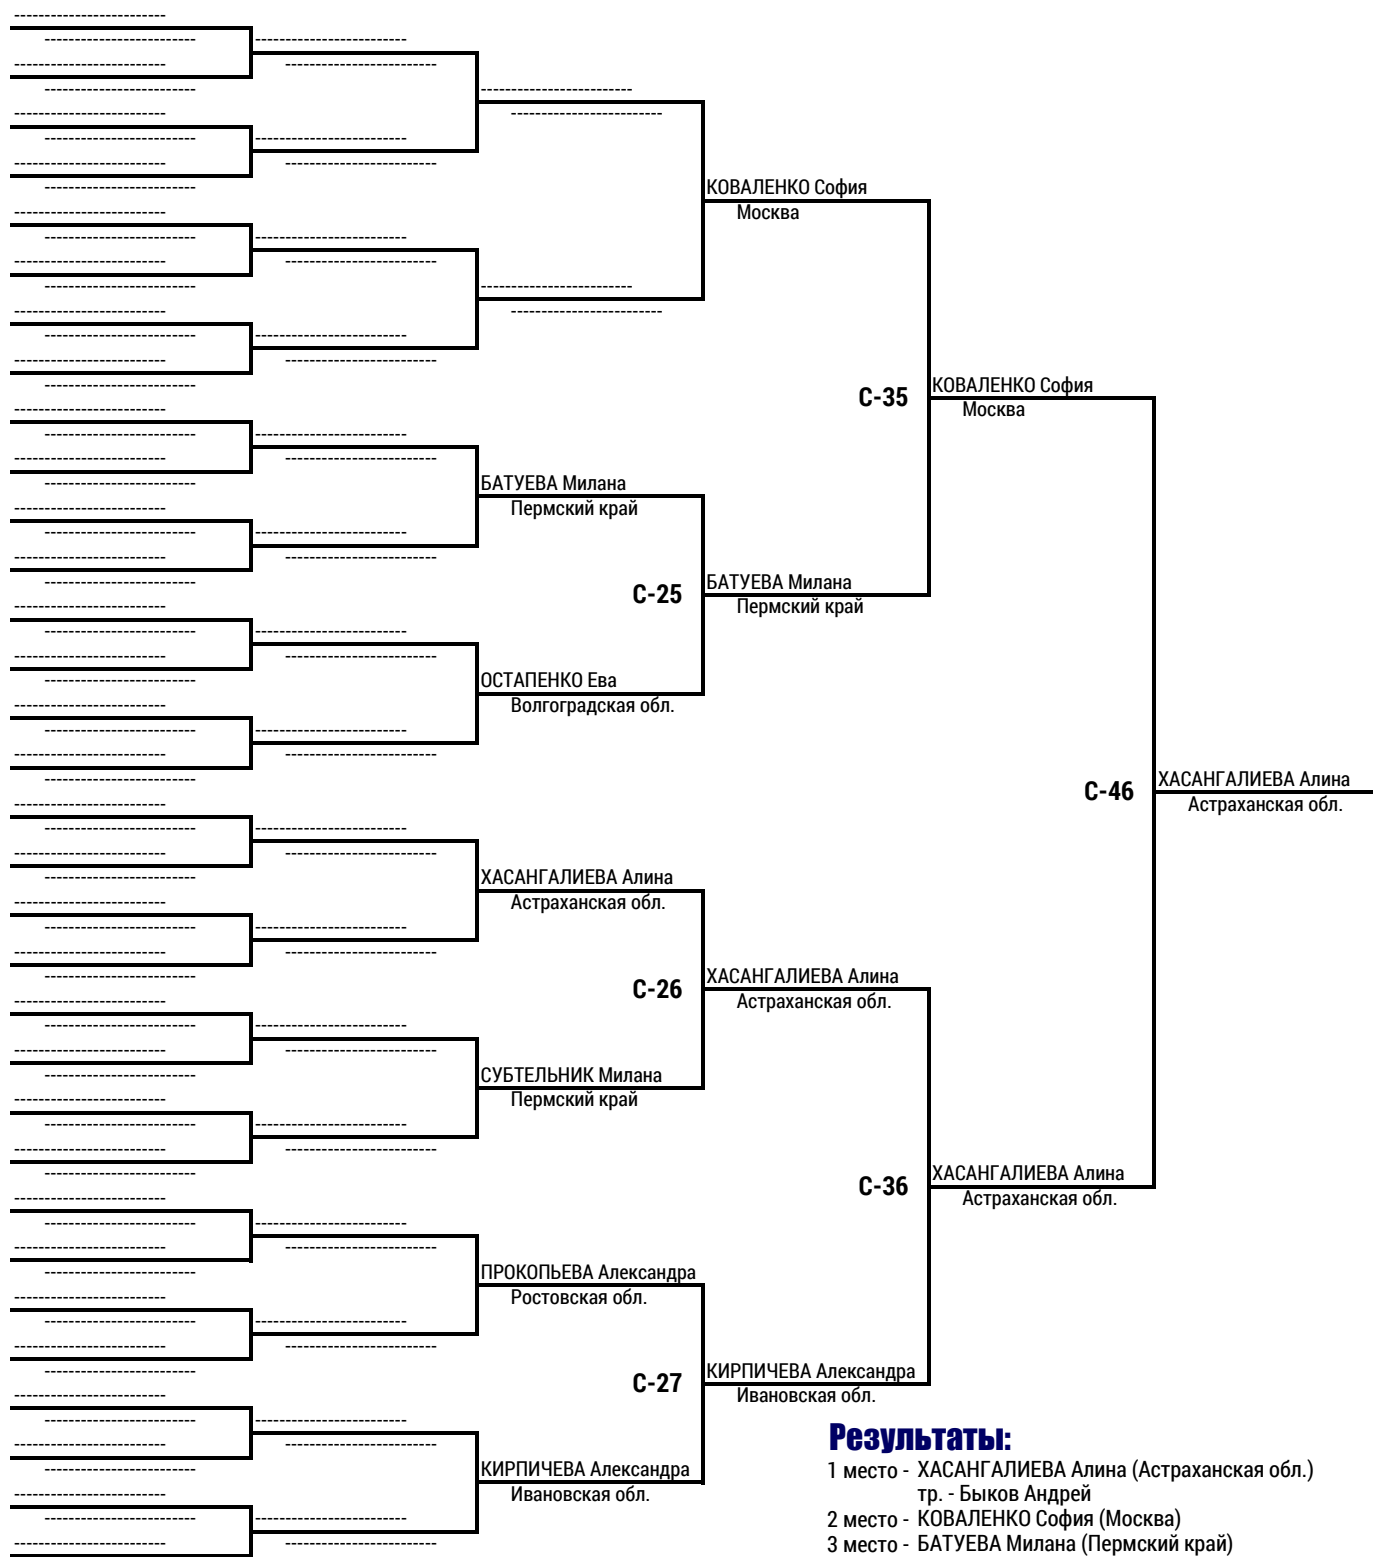 КОВАЛЕНКО София
Москва
С-35
КОВАЛЕНКО София
Москва
БАТУЕВА Милана
Пермский край
С-25
БАТУЕВА Милана
Пермский край
ОСТАПЕНКО Ева
Волгоградская обл.
С-46
ХАСАНГАЛИЕВА Алина
Астраханская обл.
ХАСАНГАЛИЕВА Алина
Астраханская обл.
С-26
ХАСАНГАЛИЕВА Алина
Астраханская обл.
СУБТЕЛЬНИК Милана
Пермский край
С-36
ХАСАНГАЛИЕВА Алина
Астраханская обл.
ПРОКОПЬЕВА Александра
Ростовская обл.
С-27
КИРПИЧЕВА Александра
Ивановская обл.
КИРПИЧЕВА Александра
Ивановская обл.
Результаты:
1 место - ХАСАНГАЛИЕВА Алина (Астраханская обл.)
тр. - Быков Андрей
2 место - КОВАЛЕНКО София (Москва)
3 место - БАТУЕВА Милана (Пермский край)